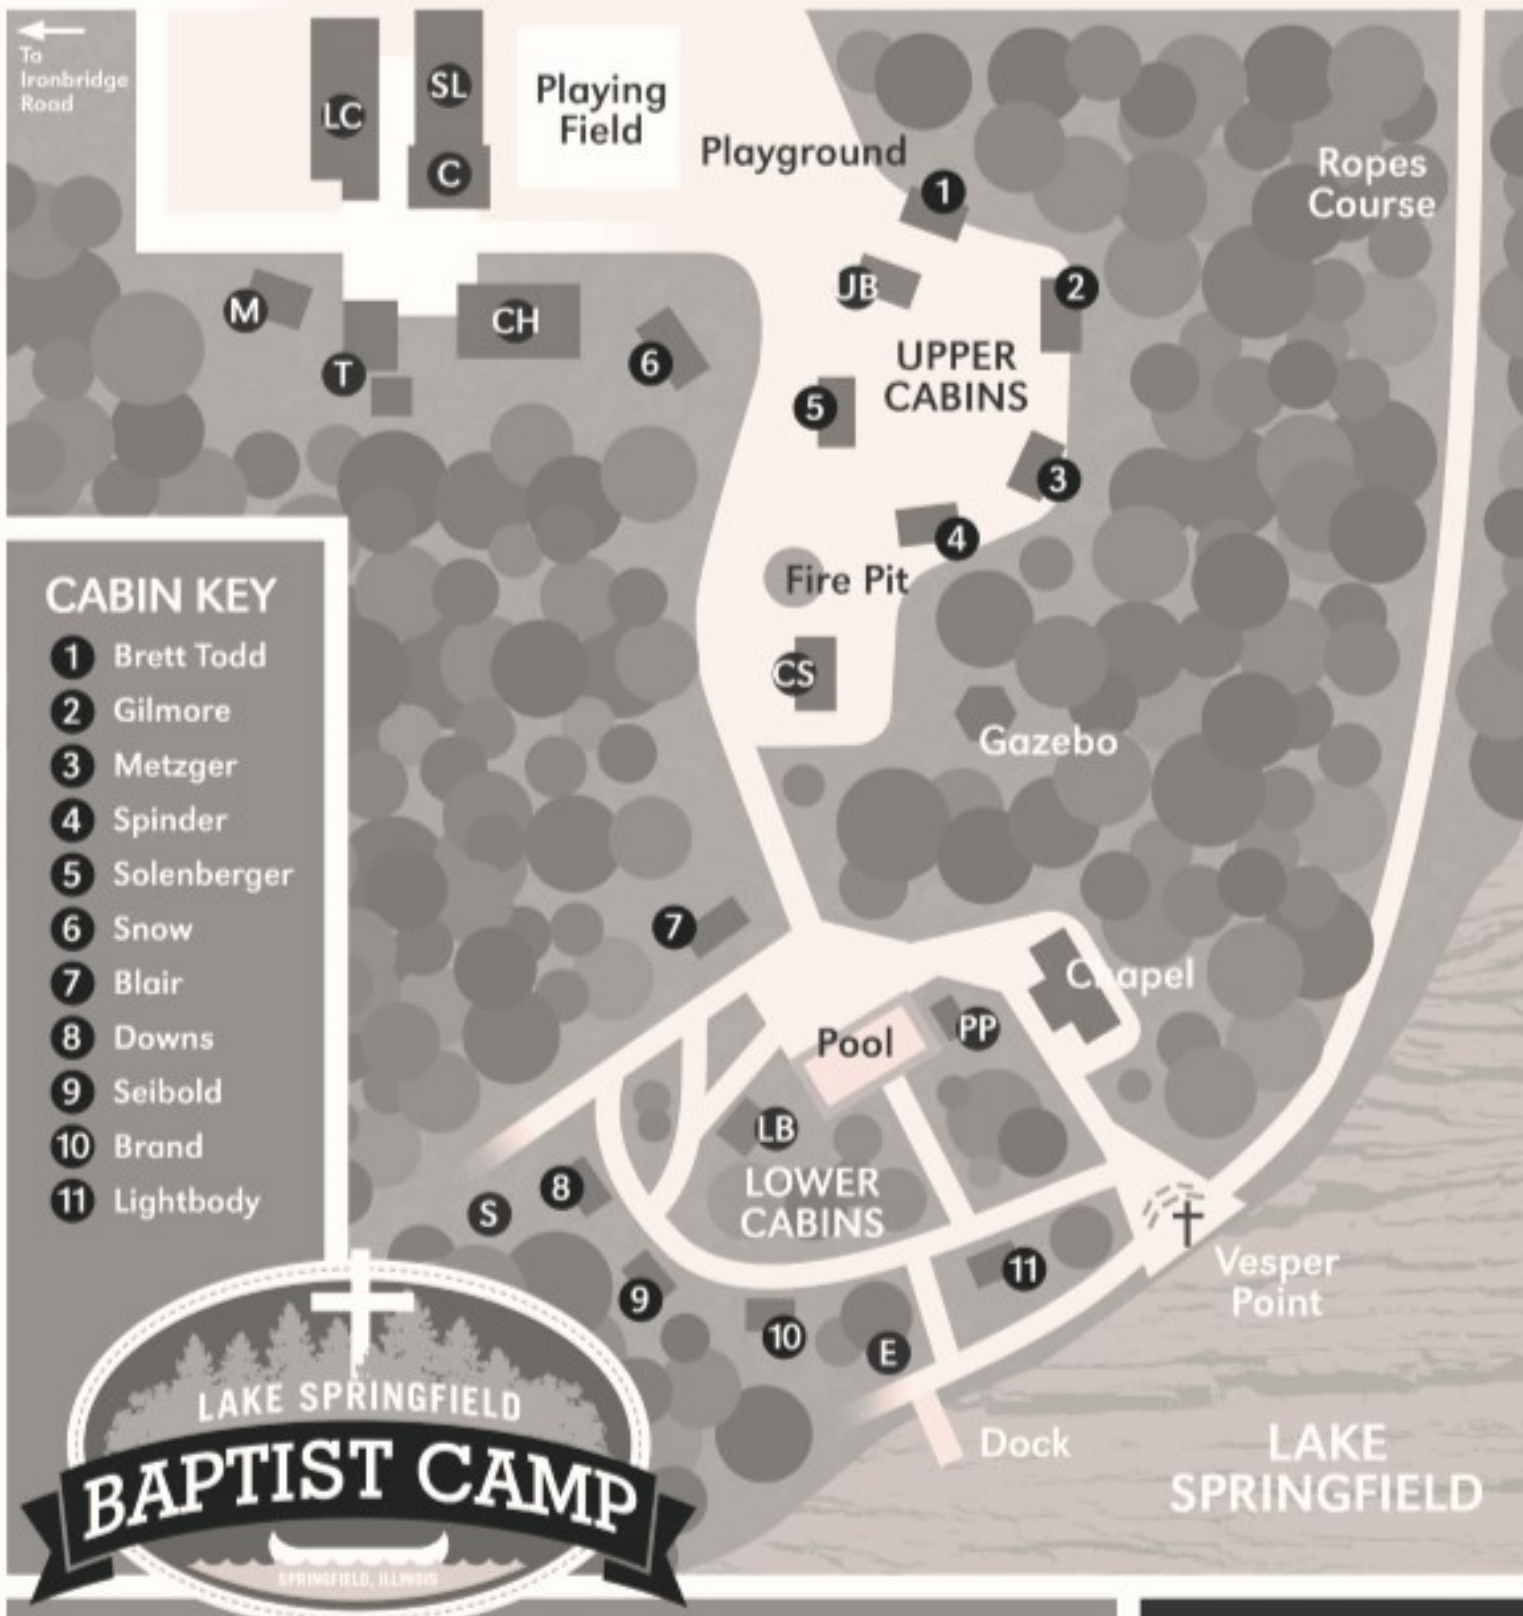 To
Ironbridge
Road
LC
SL
C
Playing
Field
Playground
Ropes
Course
1
UB
2
M
T
CH
6
UPPER
CABINS
5
3
4
Fire Pit
CS
Gazebo
CABIN KEY
1 Brett Todd
2 Gilmore
3 Metzger
4 Spinder
5 Solenberger
6 Snow
7 Blair
8 Downs
9 Seibold
10 Brand
11 Lightbody
7
Chapel
Pool
PP
LB
LOWER
CABINS
8
S
9
10
E
11
Vesper
Point
Dock
LAKE
SPRINGFIELD
LAKE SPRINGFIELD
BAPTIST CAMP
SPRINGFIELD, ILLINOIS